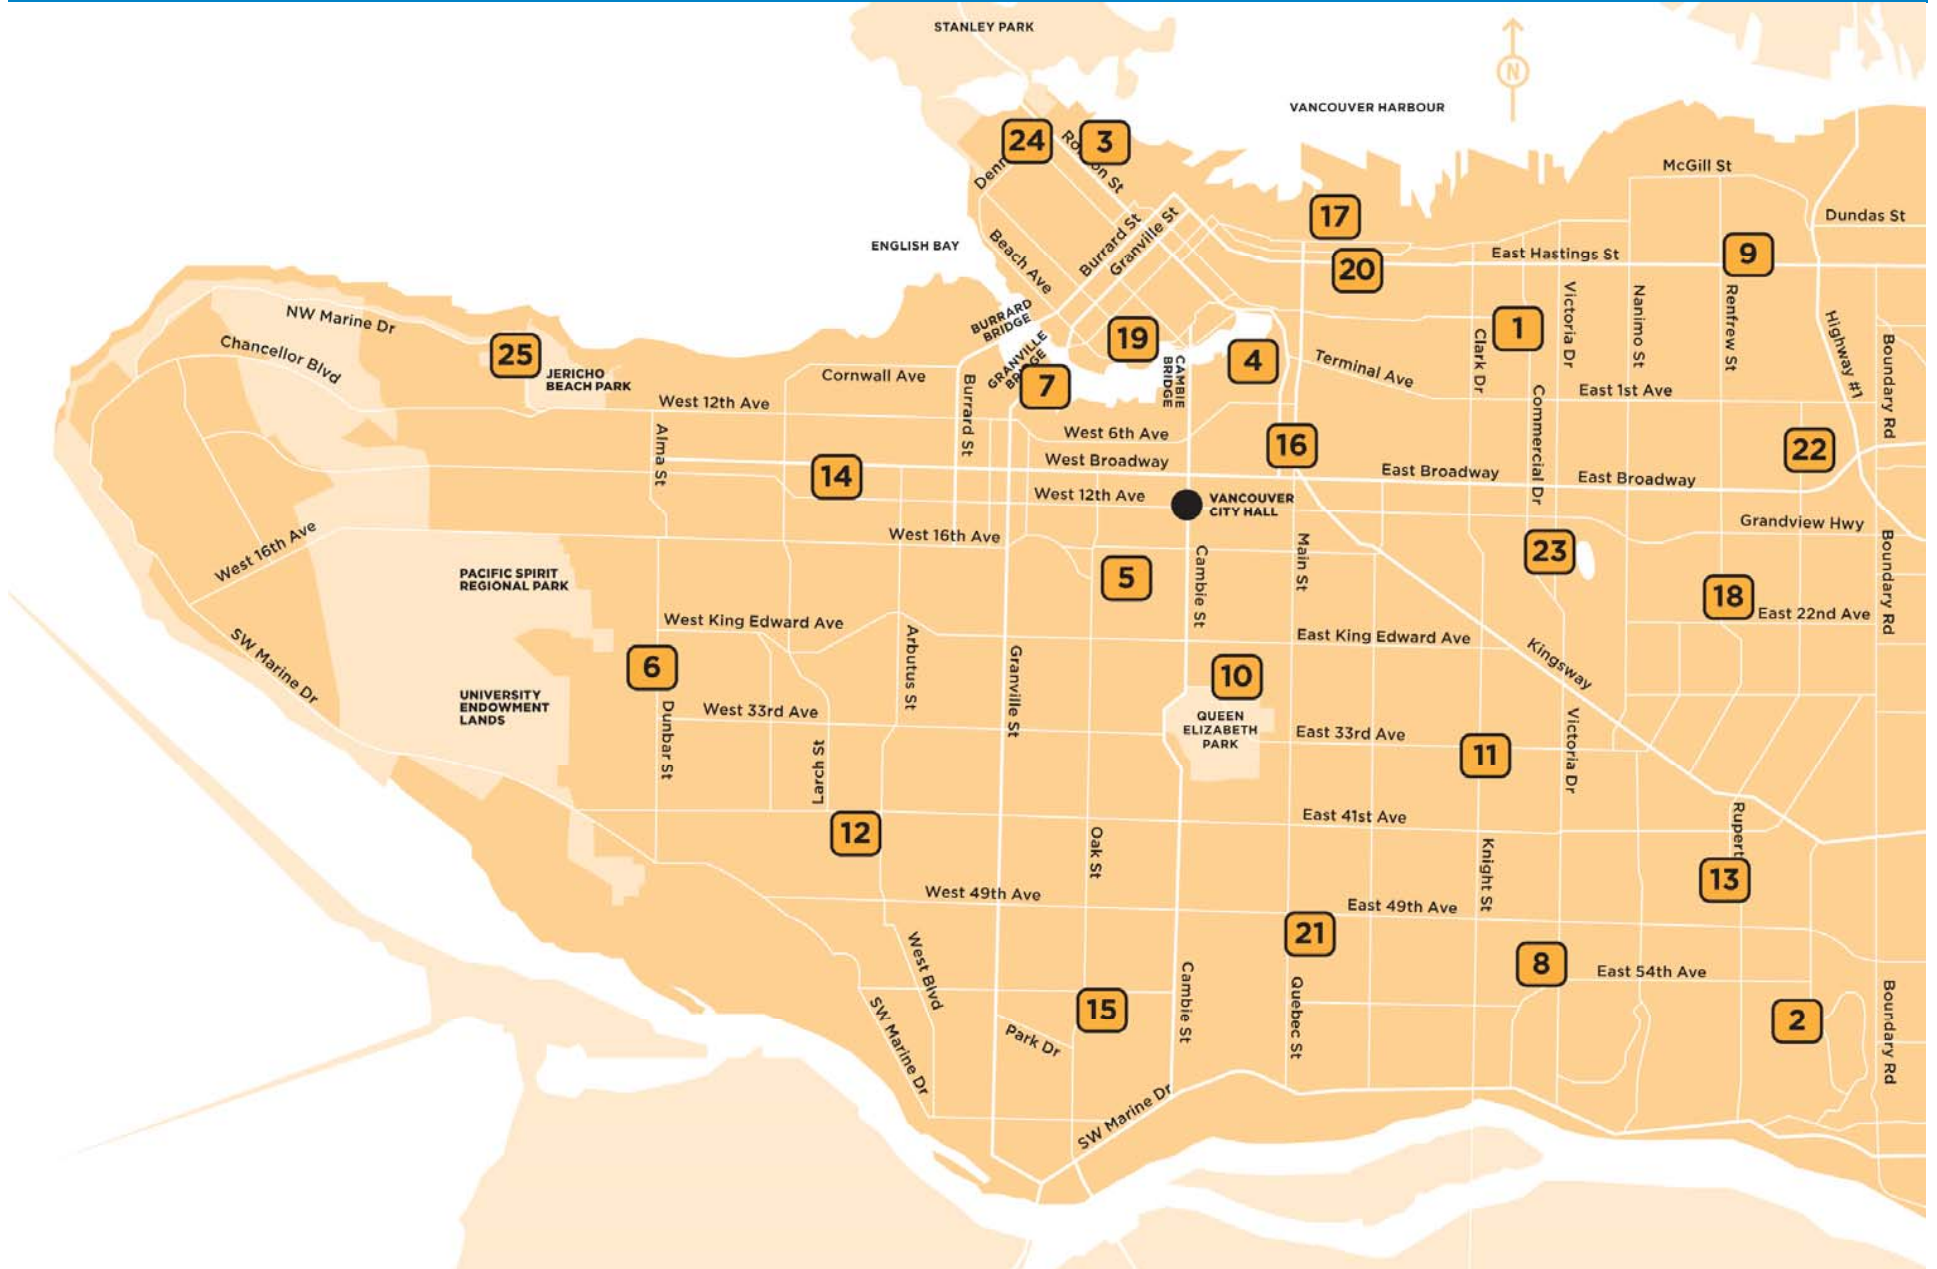 STANLEY PARK
N
VANCOUVER HARBOUR
24
3
McGill St
17
Dundas St
Burrard St
Granville St
ENGLISH BAY
Beach Ave
East Hastings St
9
20
NW Marine Dr
Chancellor Blvd
25
JERICHO
BEACH PARK
BURRARD
BRIDGE
GRANVILLE
7
19
CAMBIE
BRIDGE
4
1
Victoria Dr
Nanimo St
Renfrew St
Highway #1
Boundary Rd
Clark Dr
Terminal Ave
Cornwall Ave
East 1st Ave
West 12th Ave
Burrard St
Commercial Dr
Alma St
West 6th Ave
16
22
West Broadway
14
East Broadway
East Broadway
West 12th Ave
VANCOUVER
CITY HALL
Grandview Hwy
West 16th Ave
West 16th Ave
Main St
23
Boundary Rd
PACIFIC SPIRIT
REGIONAL PARK
5
Cambie St
18
East 22nd Ave
West King Edward Ave
East King Edward Ave
SW Marine Dr
6
Arbutus St
Granville St
10
Kingsway
UNIVERSITY
ENDOWMENT
LANDS
West 33rd Ave
Dunbar St
QUEEN
ELIZABETH
PARK
East 33rd Ave
11
Victoria Dr
Larch St
12
East 41st Ave
Oak St
Knight St
Rupert
13
West 49th Ave
East 49th Ave
21
West Blvd
8
East 54th Ave
Cambie St
Quebec St
15
2
Boundary Rd
SW Marine Dr
Park Dr
SW Marine Dr